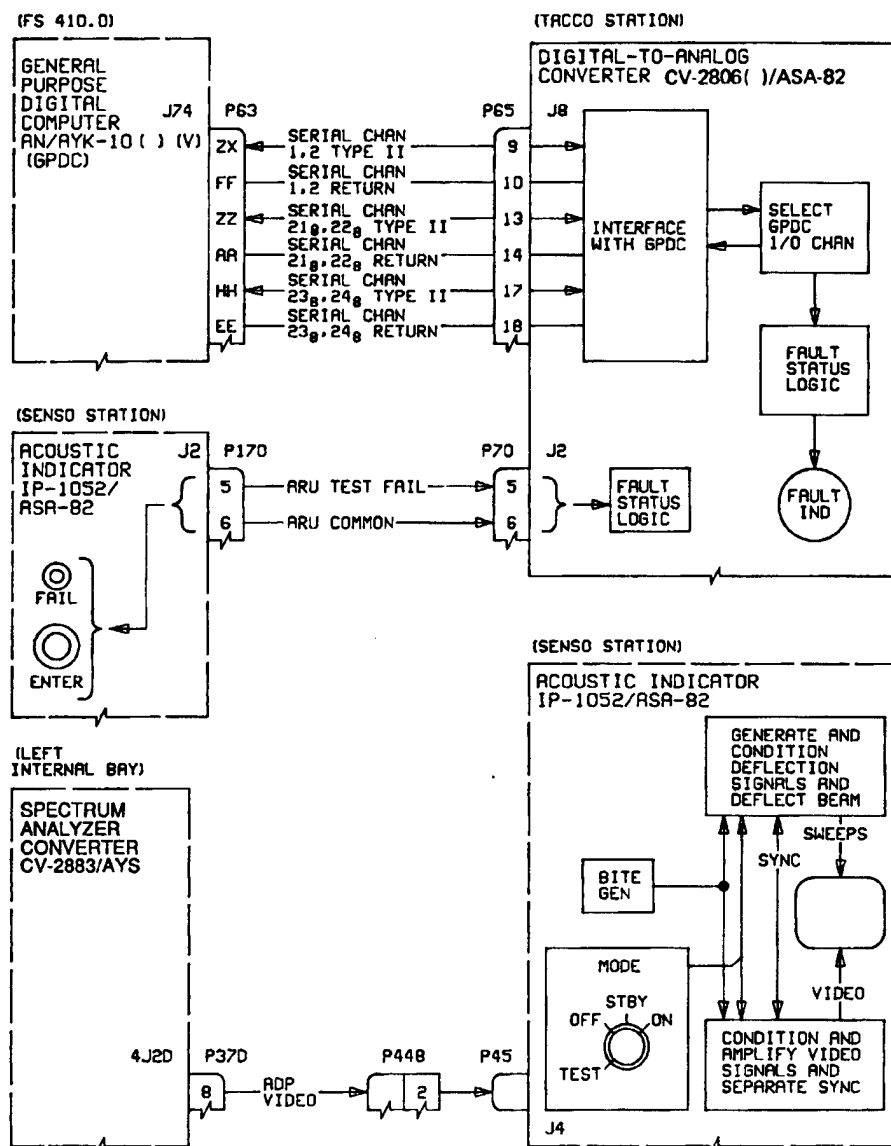 (FS 410.0)
GENERAL
PURPOSE
DIGITAL
COMPUTER
AN/AYK-10( ) (V)
(GPDC)
J74
P63
ZX
FF
ZZ
AA
HH
EE
SERIAL CHAN
1,2 TYPE II
SERIAL CHAN
1,2 RETURN
SERIAL CHAN
21₈,22₈ TYPE II
SERIAL CHAN
21₈,22₈ RETURN
SERIAL CHAN
23₈,24₈ TYPE II
SERIAL CHAN
23₈,24₈ RETURN
(TACCO STATION)
DIGITAL-TO-ANALOG
CONVERTER CV-2806( )/ASA-82
P65
J8
9
10
13
14
17
18
INTERFACE
WITH GPDC
SELECT
GPDC
I/O CHAN
FAULT
STATUS
LOGIC
FAULT
IND
(SENSO STATION)
ACOUSTIC
INDICATOR
IP-1052/
ASA-82
J2
P170
5
6
FAIL
ENTER
ARU TEST FAIL
ARU COMMON
P70
J2
5
6
FAULT
STATUS
LOGIC
(LEFT
INTERNAL BAY)
SPECTRUM
ANALYZER
CONVERTER
CV-2883/AYS
4J2D
P37D
8
ADP
VIDEO
P44B
2
P45
(SENSO STATION)
ACOUSTIC INDICATOR
IP-1052/ASA-82
GENERATE AND
CONDITION
DEFLECTION
SIGNALS AND
DEFLECT BEAM
SWEEPS
SYNC
BITE
GEN
MODE
STBY
OFF
ON
TEST
VIDEO
CONDITION AND
AMPLIFY VIDEO
SIGNALS AND
SEPARATE SYNC
J4